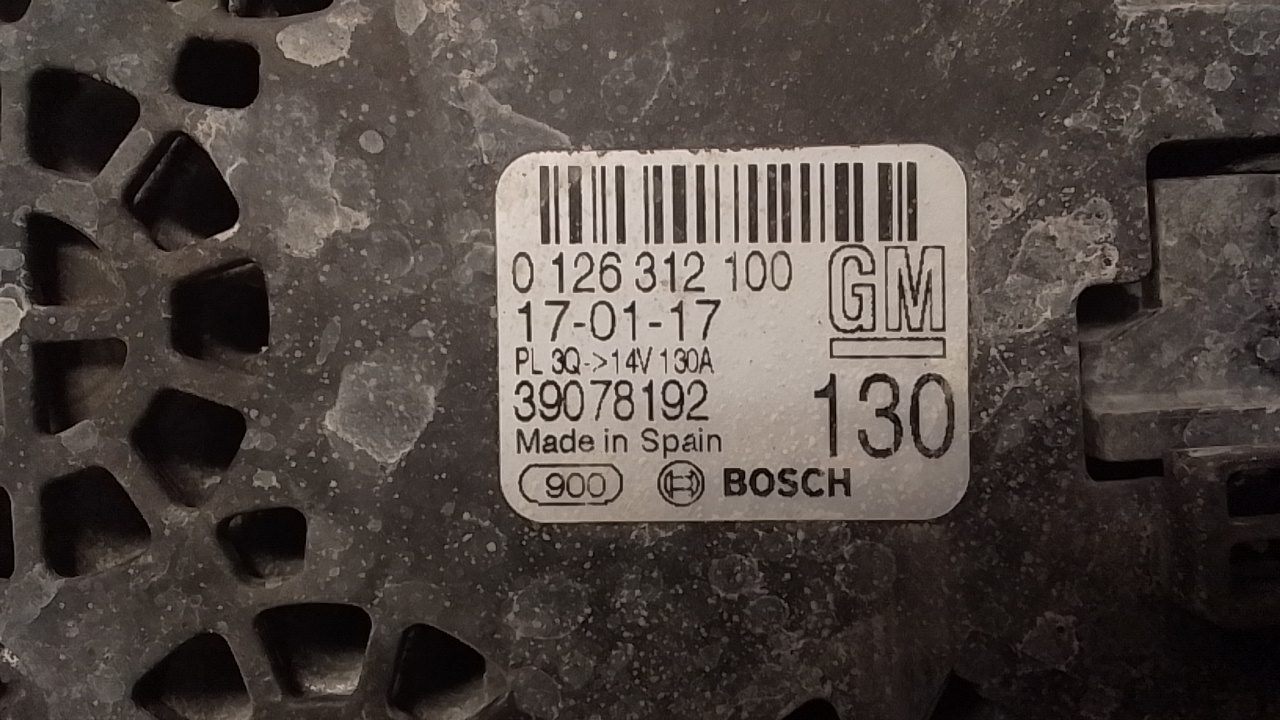 0 126 312 100
17-01-17
PL 3Q->14V 130A
39078192
Made in Spain
900
BOSCH
GM
130